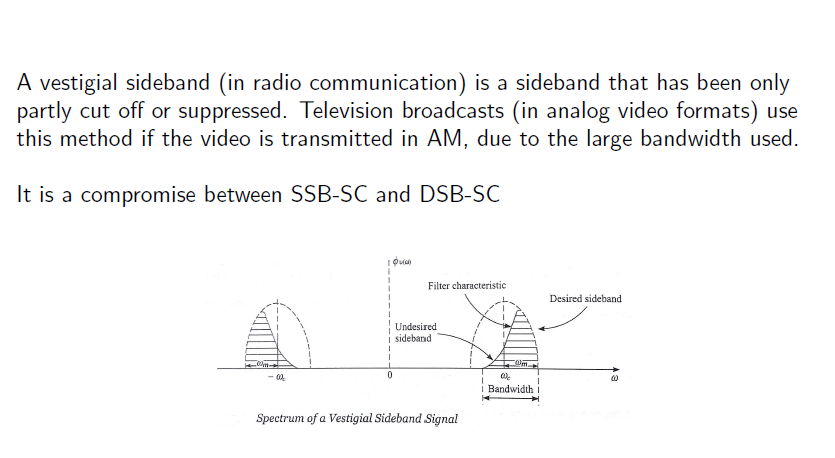 A vestigial sideband (in radio communication) is a sideband that has been only
partly cut off or suppressed. Television broadcasts (in analog video formats) use
this method if the video is transmitted in AM, due to the large bandwidth used.
It is a compromise between SSB-SC and DSB-SC
ϕv(ω)
Filter characteristic
Desired sideband
Undesired
sideband
ωm
ωm
− ωc
0
ωc
ω
Bandwidth
Spectrum of a Vestigial Sideband Signal